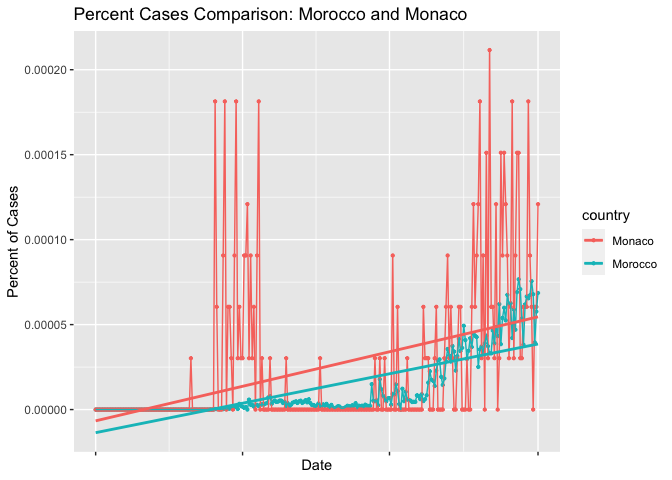 Percent Cases Comparison: Morocco and Monaco
0.00020
0.00015
0.00010
0.00005
0.00000
Percent of Cases
Date
country
Monaco
Morocco